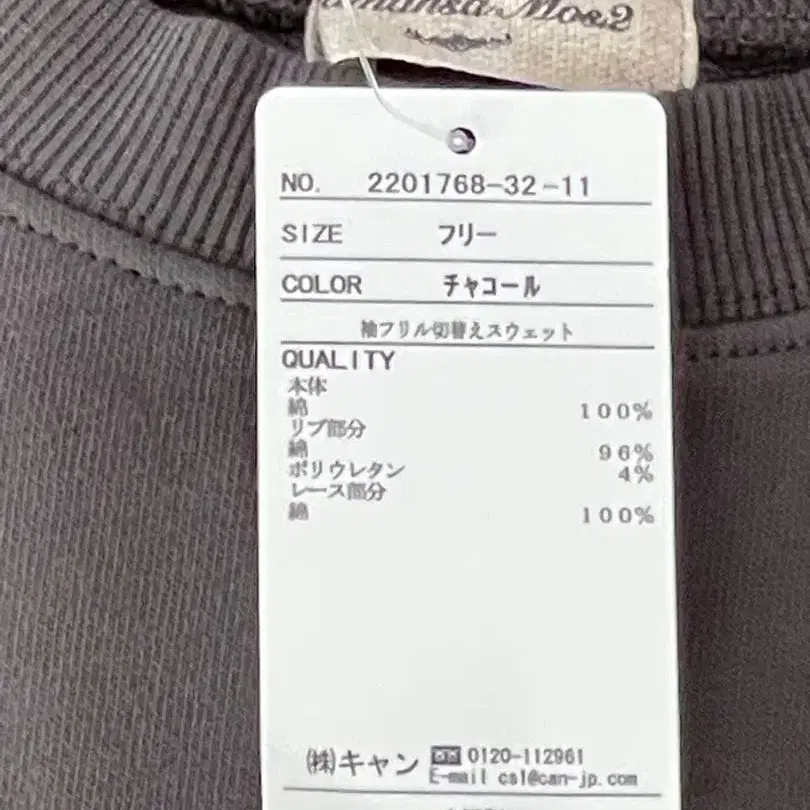 Mos2
NO. 2201768-32-11
SIZE フリー
COLOR チャコール
袖フリル切替えスウェット
QUALITY
本体
綿 100%
リブ部分
綿 96%
ポリウレタン 4%
レース部分
綿 100%
㈱キャン 0120-112961
E-mail cs1@can-jp.com